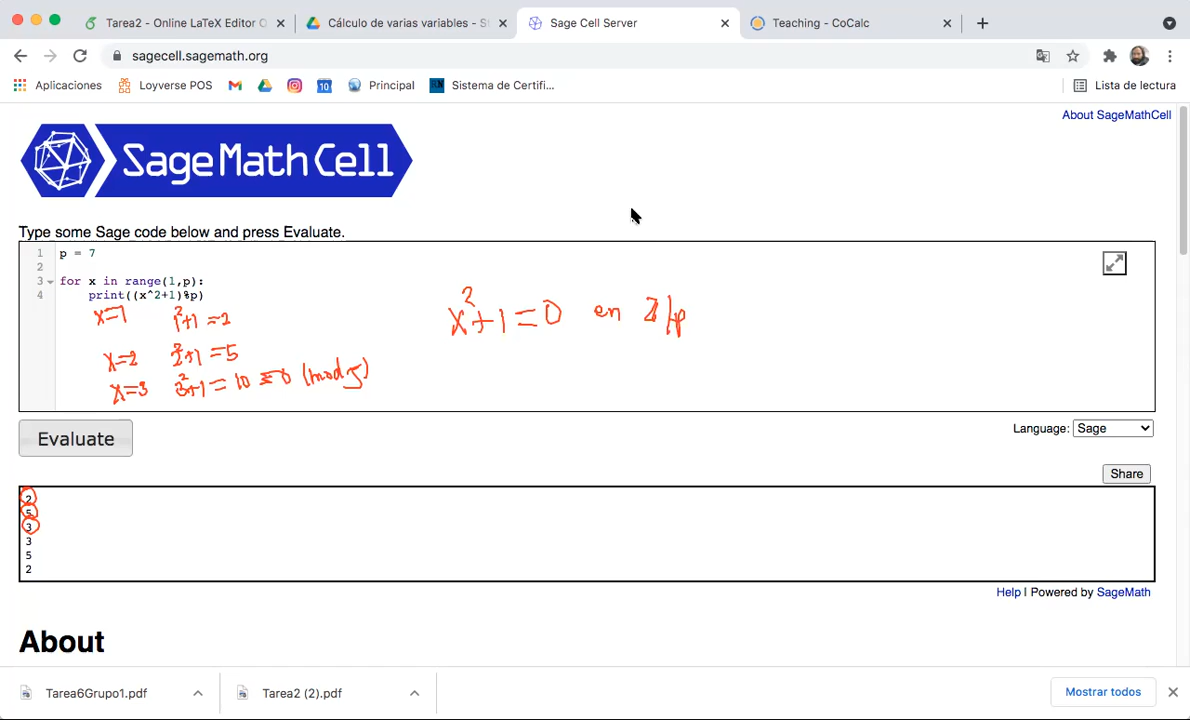 Tarea2 - Online LaTeX Editor O
Cálculo de varias variables - S
Sage Cell Server
Teaching - CoCalc
sagecell.sagemath.org
Aplicaciones
Loyverse POS
10
Principal
Sistema de Certifi...
Lista de lectura
About SageMathCell
SageMathCell
Type some Sage code below and press Evaluate.
1 p = 7
2
3 for x in range(1,p):
4 print((x^2+1)%p)
x=1 1²+1 =2
x=2 2²+1 =5
x=3 3²+1 = 10 ≡ 0 (mod 5)
x²+1=0 en Z/p
Evaluate
Language: Sage
Share
2
5
3
3
5
2
Help | Powered by SageMath
About
Tarea6Grupo1.pdf
Tarea2 (2).pdf
Mostrar todos